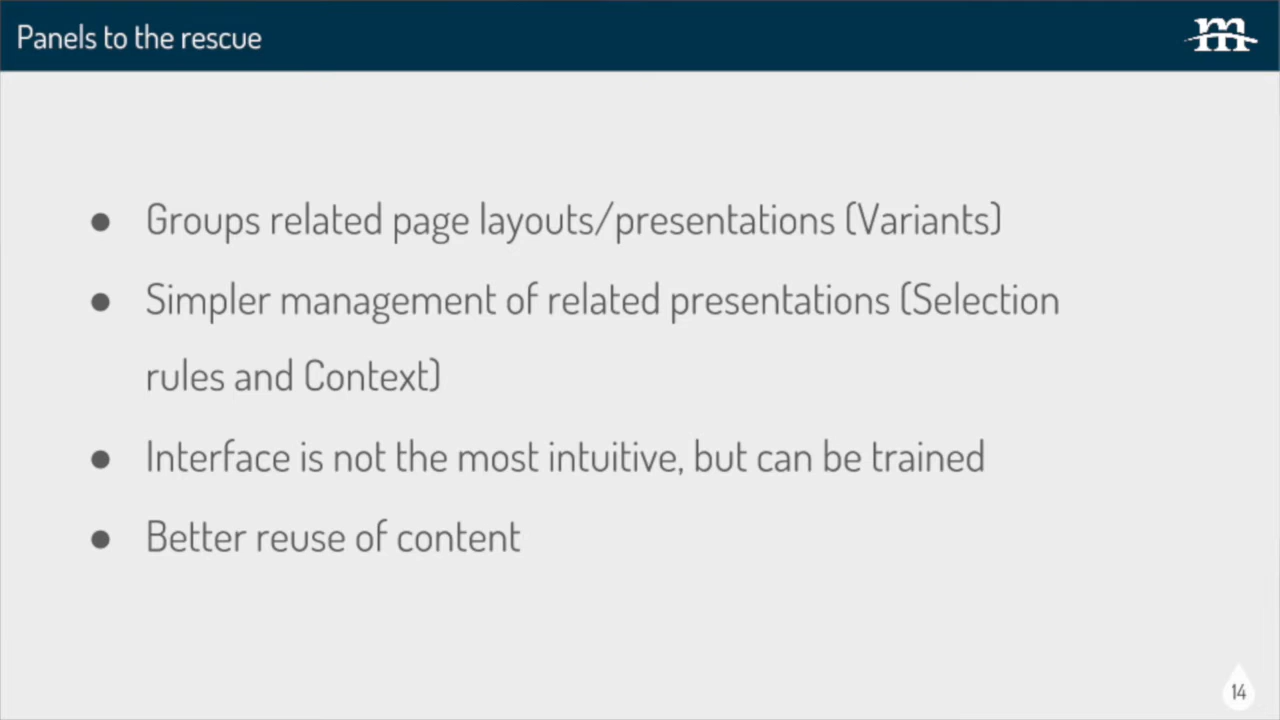 Panels to the rescue
m
● Groups related page layouts/presentations (Variants)
● Simpler management of related presentations (Selection
rules and Context)
● Interface is not the most intuitive, but can be trained
● Better reuse of content
14